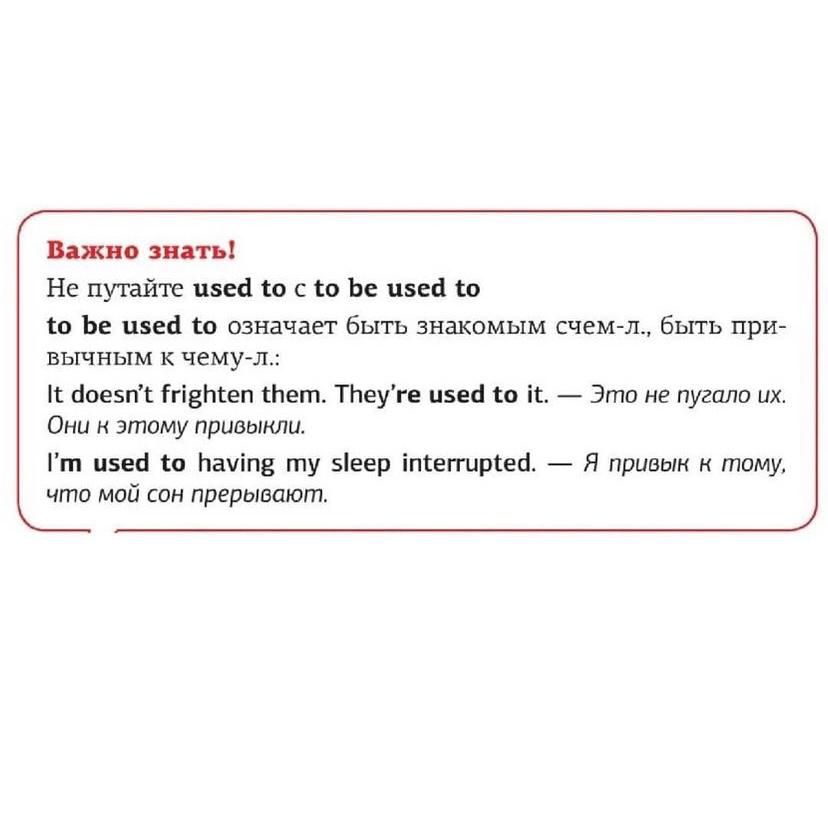 Важно знать!
Не путайте used to с to be used to
to be used to означает быть знакомым счем-л., быть при-
вычным к чему-л.:
It doesn't frighten them. They're used to it. — Это не пугало их.
Они к этому привыкли.
I'm used to having my sleep interrupted. — Я привык к тому,
что мой сон прерывают.